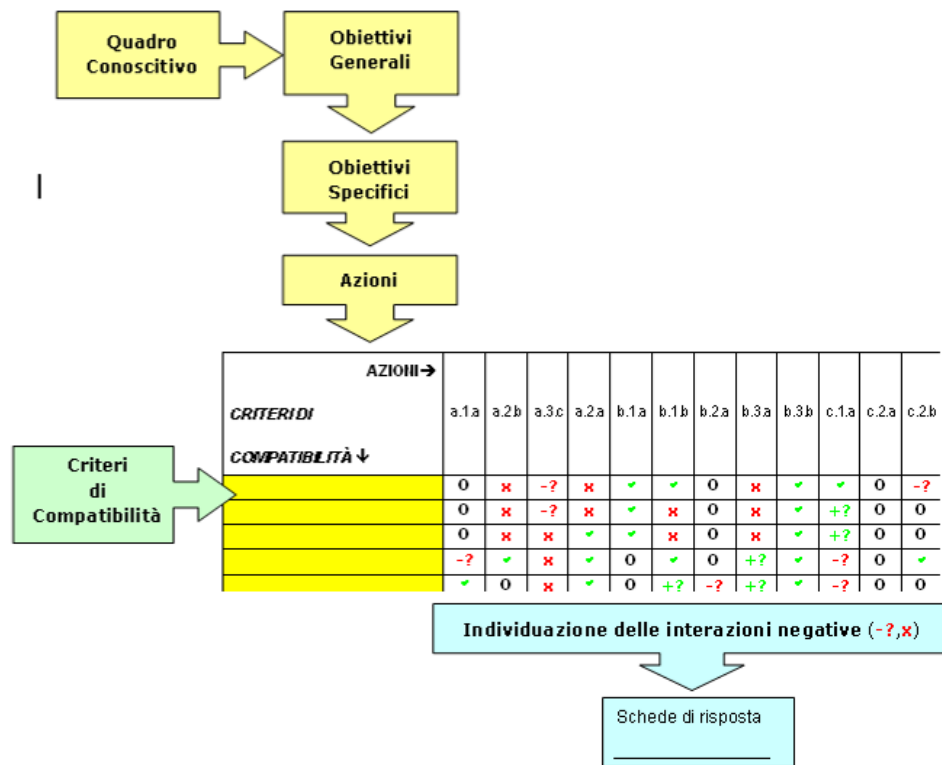 Quadro
Conoscitivo
Obiettivi
Generali
Obiettivi
Specifici
Azioni
AZIONI→
CRITERI DI
COMPATIBILITÀ ↓
a.1.a a.2.b a.3.c a.2.a b.1.a b.1.b b.2.a b.3.a b.3.b c.1.a c.2.a c.2.b
Criteri
di
Compatibilità
0 x -? x ✓ ✓ 0 x ✓ ✓ 0 -?
0 x -? x ✓ x 0 x ✓ +? 0 0
0 x x ✓ ✓ x 0 x ✓ +? 0 0
-? ✓ x ✓ 0 ✓ 0 +? ✓ -? 0 ✓
✓ 0 x ✓ 0 +? -? +? ✓ -? 0 0
Individuazione delle interazioni negative (-?,x)
Schede di risposta